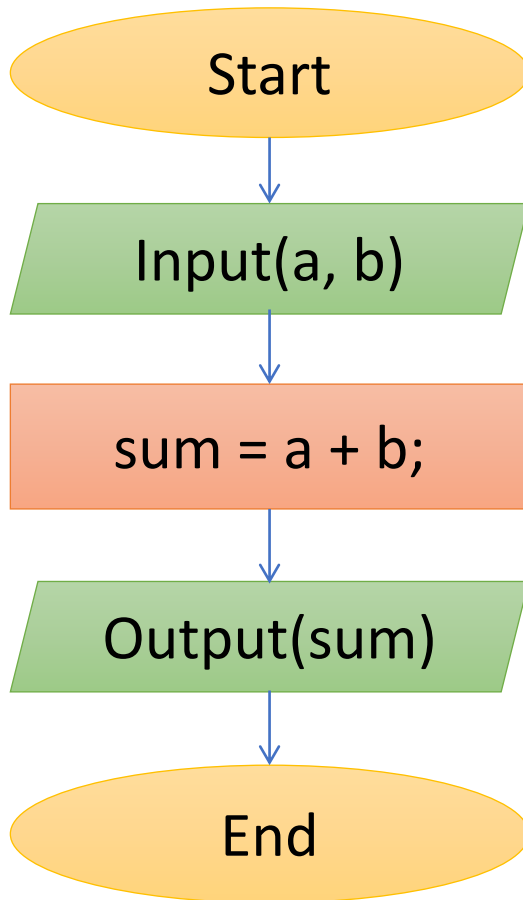 Start
Input(a, b)
sum = a + b;
Output(sum)
End